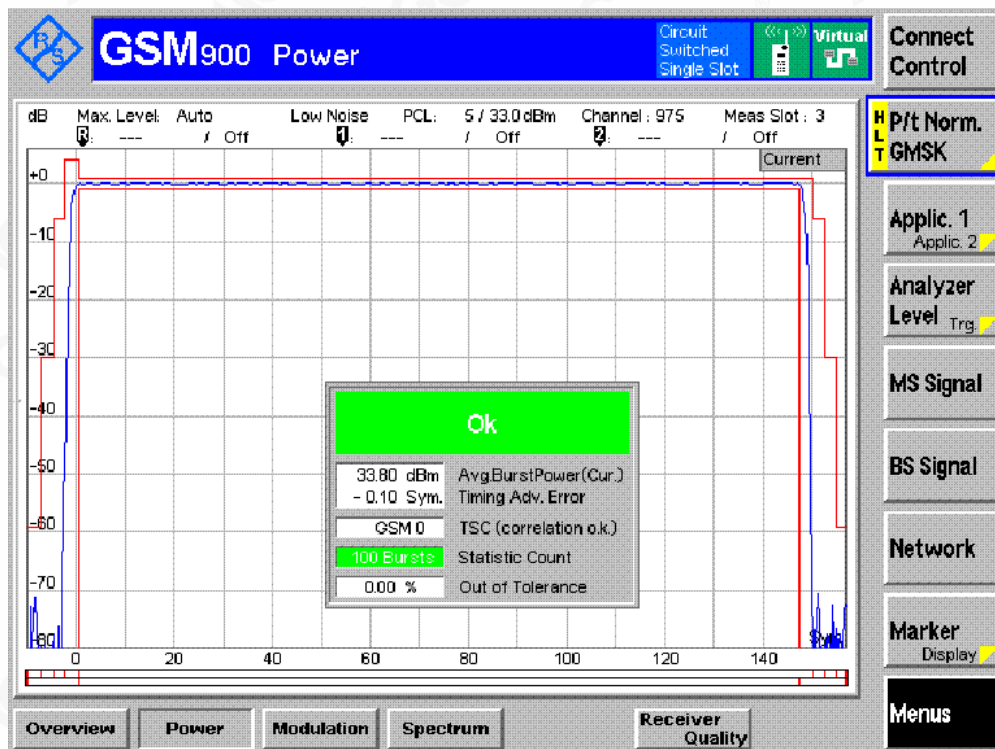 R/S
GSM900 Power
Circuit
Switched
Single Slot
Virtual
dB Max. Level: Auto Low Noise PCL: 5 / 33.0 dBm Channel : 975 Meas Slot : 3
R: --- / Off 1: --- / Off 2: --- / Off
Current
+0
-10
-20
-30
-40
-50
-60
-70
-80
Ok
33.80 dBm Avg.BurstPower(Cur.)
- 0.10 Sym. Timing Adv. Error
GSM 0 TSC (correlation o.k.)
100 Bursts Statistic Count
0.00 % Out of Tolerance
Sym.
0 20 40 60 80 100 120 140
Overview Power Modulation Spectrum Receiver Quality
Connect
Control
HLT
P/t Norm.
GMSK
Applic. 1
Applic. 2
Analyzer
Level Trg.
MS Signal
BS Signal
Network
Marker
Display
Menus